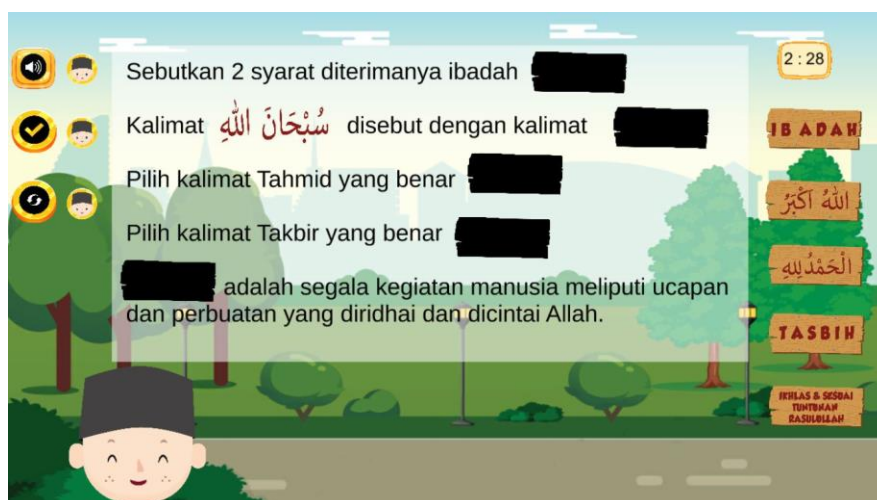 Sebutkan 2 syarat diterimanya ibadah
Kalimat سُبْحَانَ اللهِ disebut dengan kalimat
Pilih kalimat Tahmid yang benar
Pilih kalimat Takbir yang benar
adalah segala kegiatan manusia meliputi ucapan
dan perbuatan yang diridhai dan dicintai Allah.
2 : 28
IBADAH
اللهُ اَكْبَرُ
الْحَمْدُلِلهِ
TASBIH
IKHLAS & SESUAI
TUNTUNAN
RASULULLAH